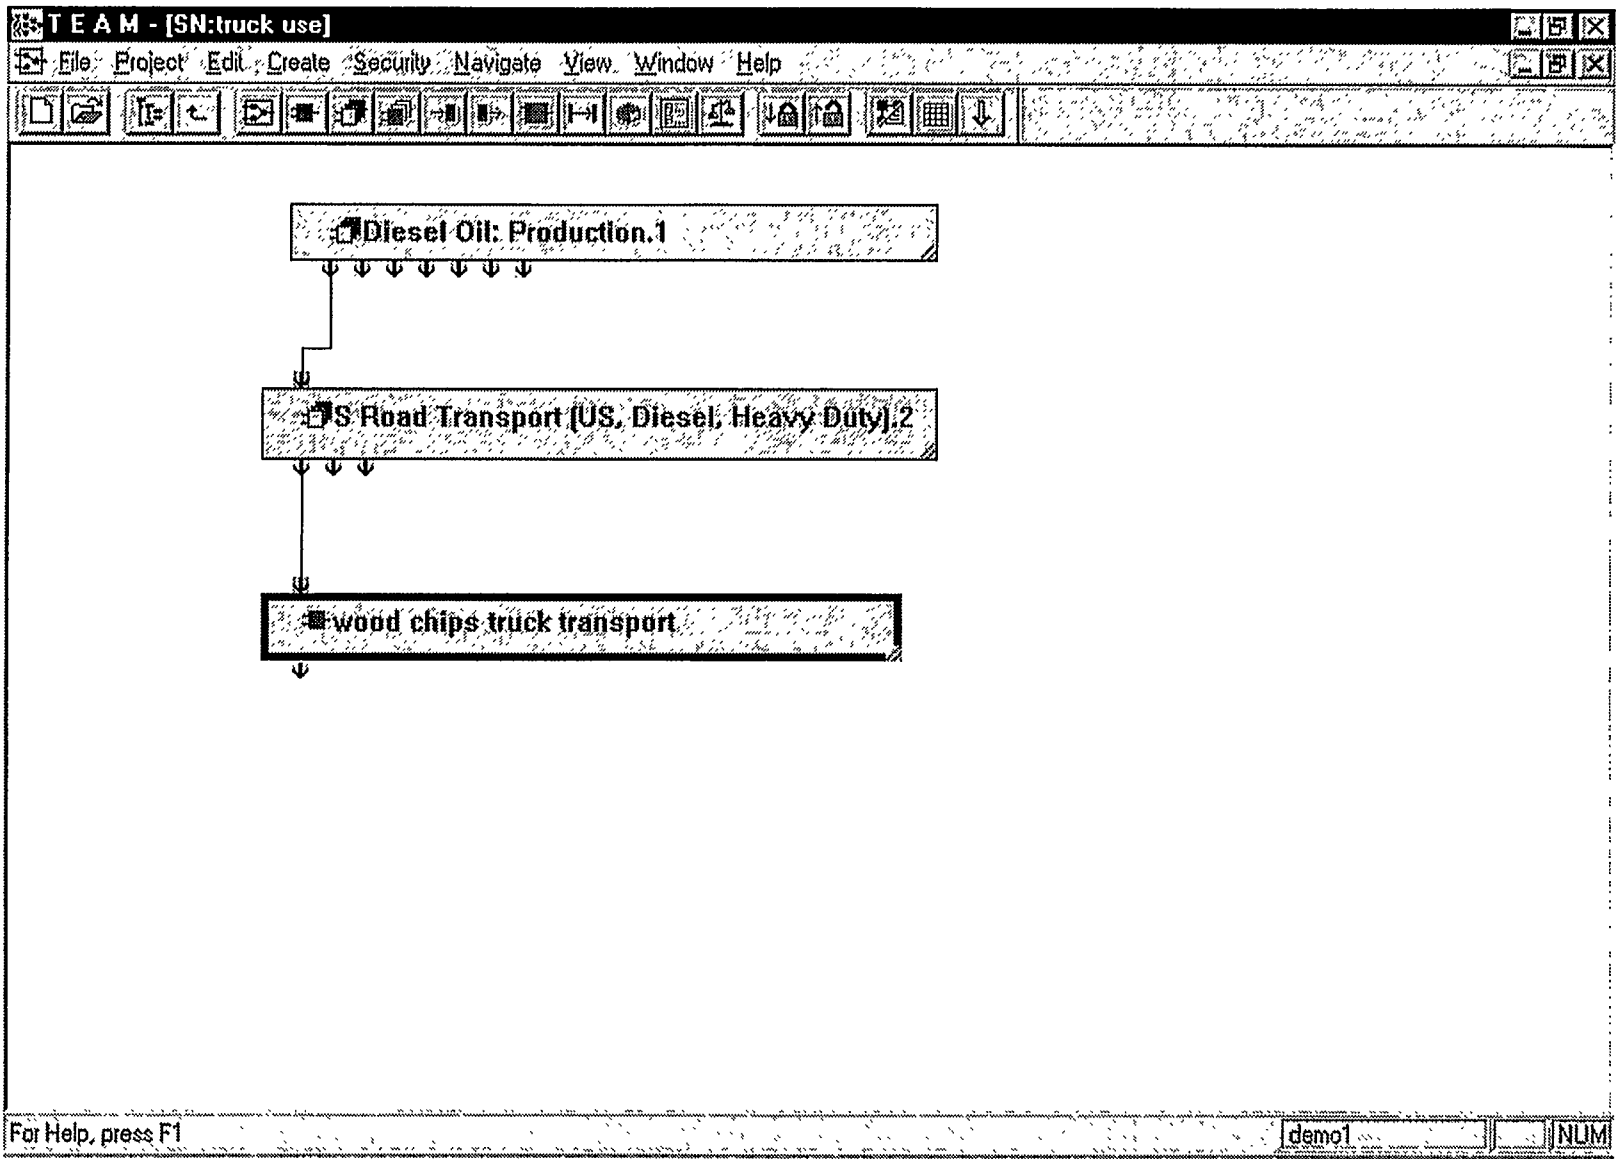 T E A M - [SN:truck use]
File Project Edit Create Security Navigate View Window Help
Diesel Oil: Production.1
S Road Transport (US, Diesel, Heavy Duty).2
wood chips truck transport
For Help, press F1 demo1 NUM